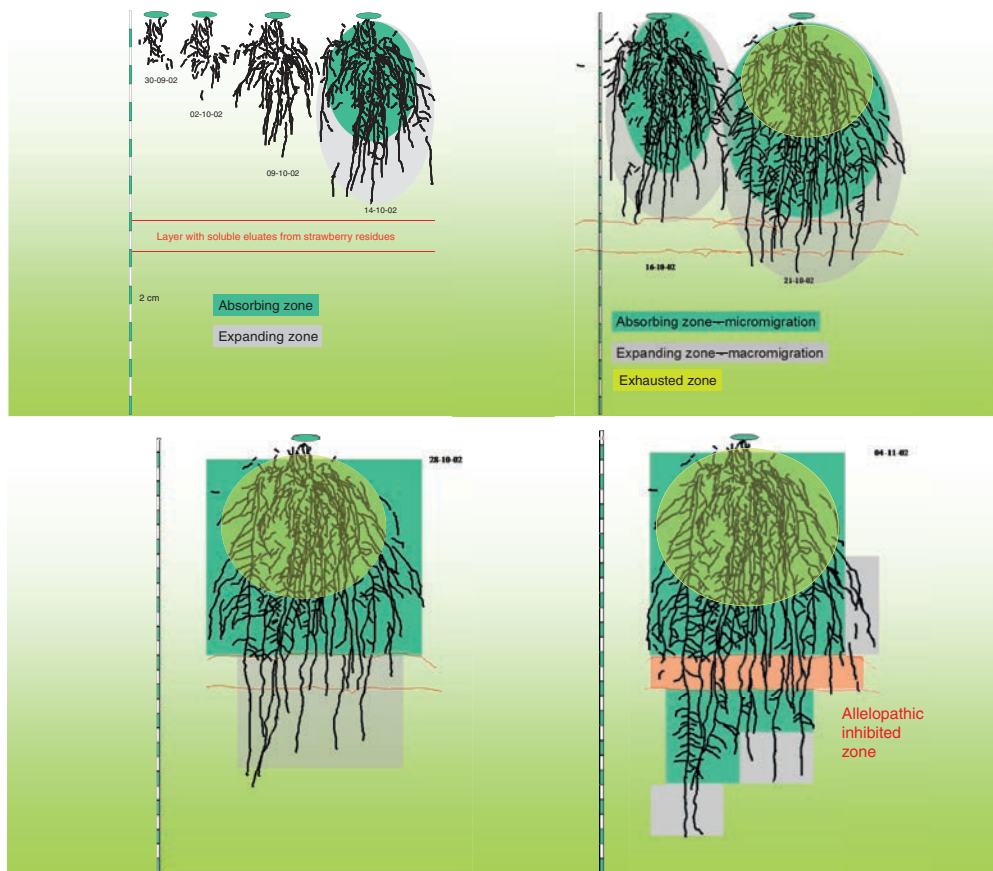 30-09-02
02-10-02
09-10-02
14-10-02
Layer with soluble eluates from strawberry residues
2 cm
Absorbing zone
Expanding zone
16-10-02
21-10-02
Absorbing zone—micromigration
Expanding zone—macromigration
Exhausted zone
28-10-02
04-11-02
Allelopathic
inhibited
zone